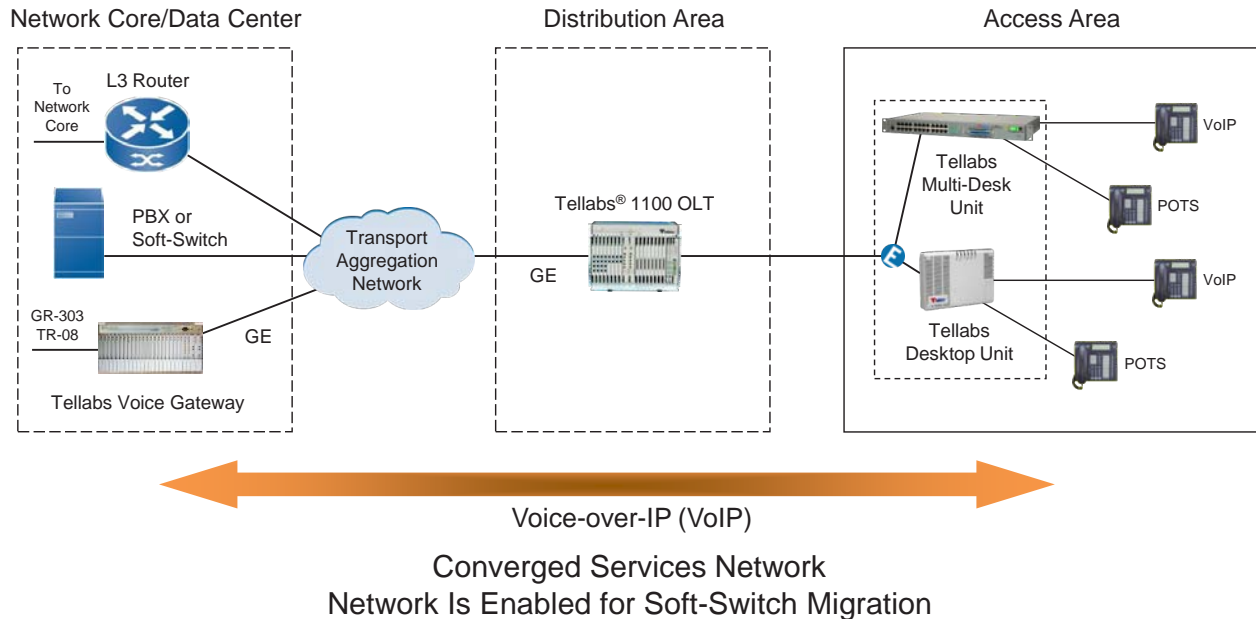 Network Core/Data Center
Distribution Area
Access Area
L3 Router
To
Network
Core
PBX or
Soft-Switch
GR-303
TR-08
GE
Tellabs Voice Gateway
Transport
Aggregation
Network
Tellabs® 1100 OLT
GE
Tellabs
Multi-Desk
Unit
VoIP
POTS
Tellabs
Desktop Unit
VoIP
POTS
Voice-over-IP (VoIP)
Converged Services Network
Network Is Enabled for Soft-Switch Migration